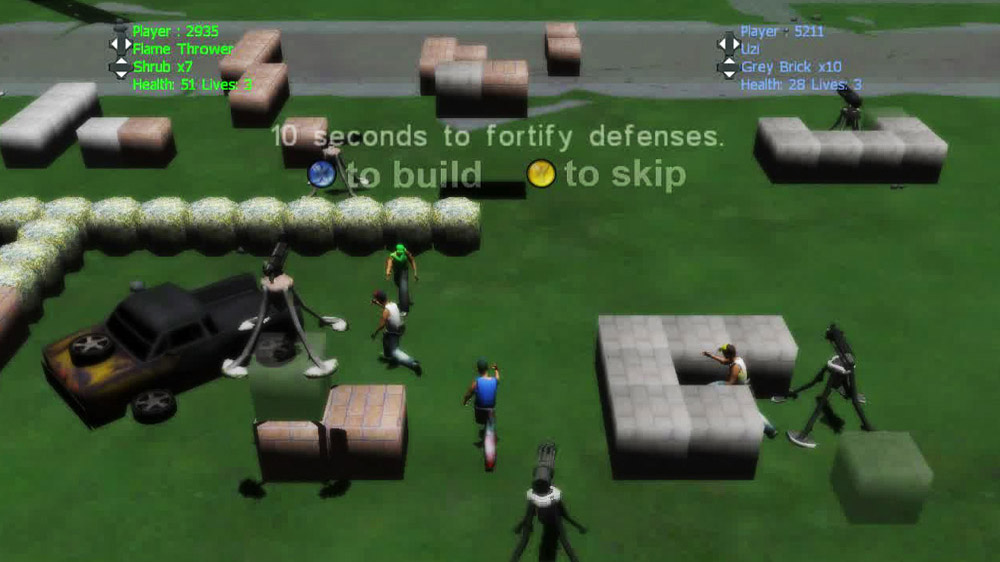 Player : 2935
Flame Thrower
Shrub x7
Health: 51 Lives: 3
Player : 5211
Uzi
Grey Brick x10
Health: 28 Lives: 3
10 seconds to fortify defenses.
X to build Y to skip